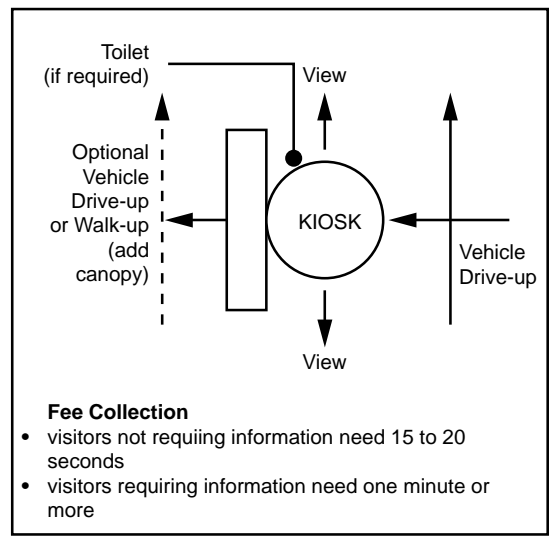 Toilet
(if required)
View
Optional
Vehicle
Drive-up
or Walk-up
(add
canopy)
KIOSK
Vehicle
Drive-up
View
Fee Collection
• visitors not requiing information need 15 to 20
seconds
• visitors requiring information need one minute or
more